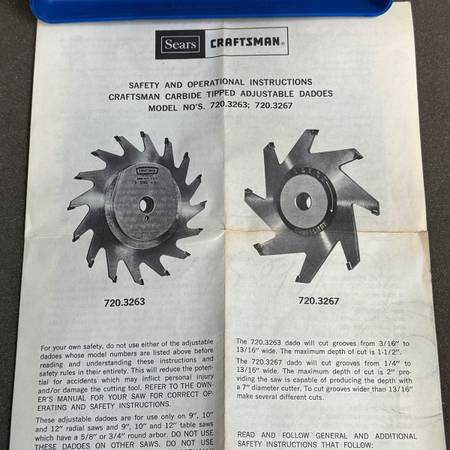 Sears CRAFTSMAN®
SAFETY AND OPERATIONAL INSTRUCTIONS
CRAFTSMAN CARBIDE TIPPED ADJUSTABLE DADOES
MODEL NO'S. 720.3263; 720.3267
CRAFTSMAN
720.3263
720.3267
For your own safety, do not use either of the adjustable
dadoes whose model numbers are listed above before
reading and understanding these instructions and
safety rules in their entirety. This will reduce the poten-
tial for accidents which may inflict personal injury
and/or damage the cutting tool. REFER TO THE OWN-
ER'S MANUAL FOR YOUR SAW FOR CORRECT OP-
ERATING AND SAFETY INSTRUCTIONS.
These adjustable dadoes are for use only on 9", 10"
and 12" radial saws and 9", 10" and 12" table saws
which have a 5/8" or 3/4" round arbor. DO NOT USE
THESE DADOES ON OTHER SAWS. DO NOT USE
The 720.3263 dado will cut grooves from 3/16" to
13/16" wide. The maximum depth of cut is 1-1/2".
The 720.3267 dado will cut grooves from 1/4" to
13/16" wide. The maximum depth of cut is 2" pro-
viding the saw is capable of producing the depth with
a 7" diameter cutter. To cut grooves wider than 13/16"
make several different cuts.
READ AND FOLLOW GENERAL AND ADDITIONAL
SAFETY INSTRUCTIONS THAT FOLLOW: